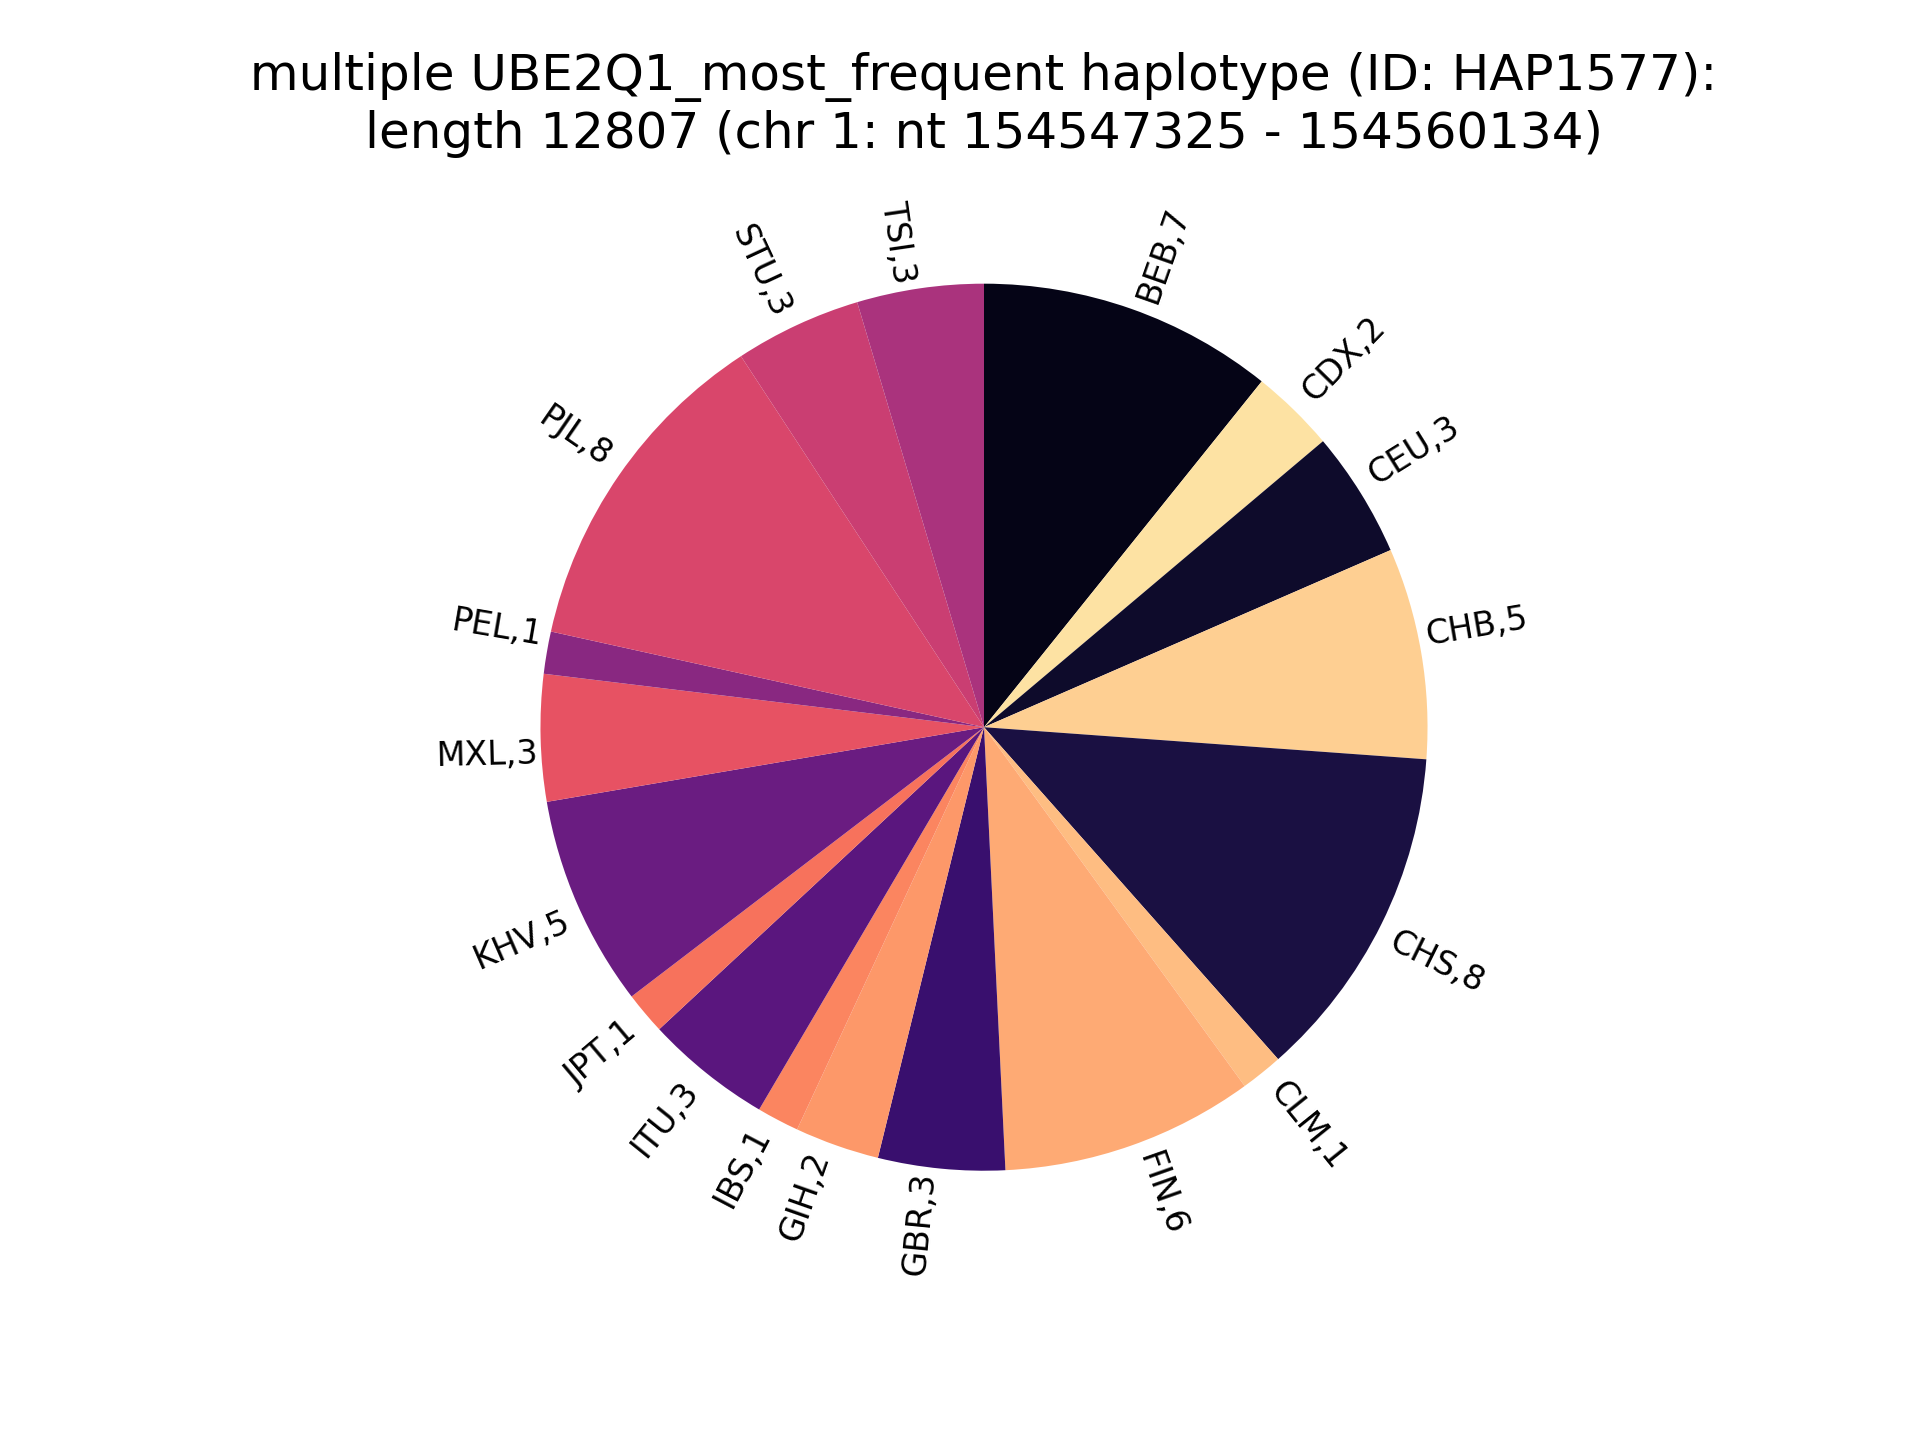 multiple UBE2Q1_most_frequent haplotype (ID: HAP1577):
length 12807 (chr 1: nt 154547325 - 154560134)
BEB,7
CDX,2
CEU,3
CHB,5
CHS,8
CLM,1
FIN,6
GBR,3
GIH,2
IBS,1
ITU,3
JPT,1
KHV,5
MXL,3
PEL,1
PJL,8
STU,3
TSI,3